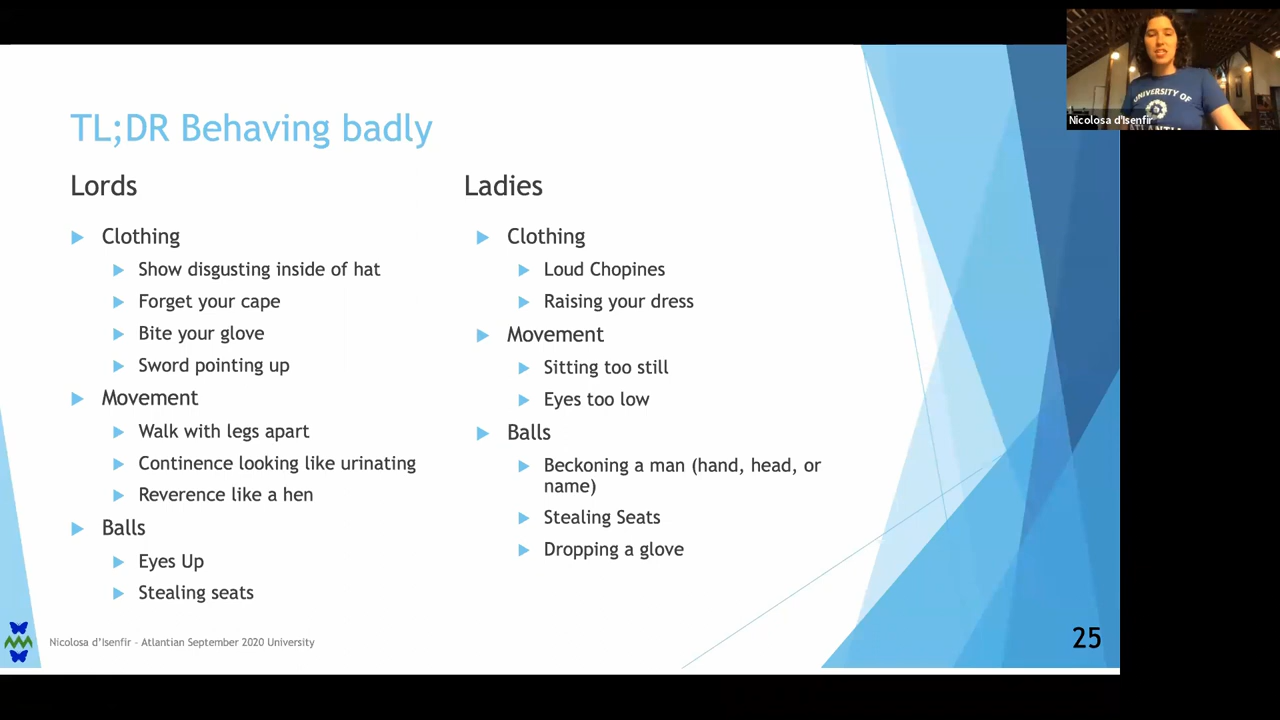 TL;DR Behaving badly
Lords
Clothing
Show disgusting inside of hat
Forget your cape
Bite your glove
Sword pointing up
Movement
Walk with legs apart
Continence looking like urinating
Reverence like a hen
Balls
Eyes Up
Stealing seats
Ladies
Clothing
Loud Chopines
Raising your dress
Movement
Sitting too still
Eyes too low
Balls
Beckoning a man (hand, head, or
name)
Stealing Seats
Dropping a glove
Nicolosa d'Isenfir - Atlantian September 2020 University
25
UNIVERSITY OF
Nicolosa d'Isenfir